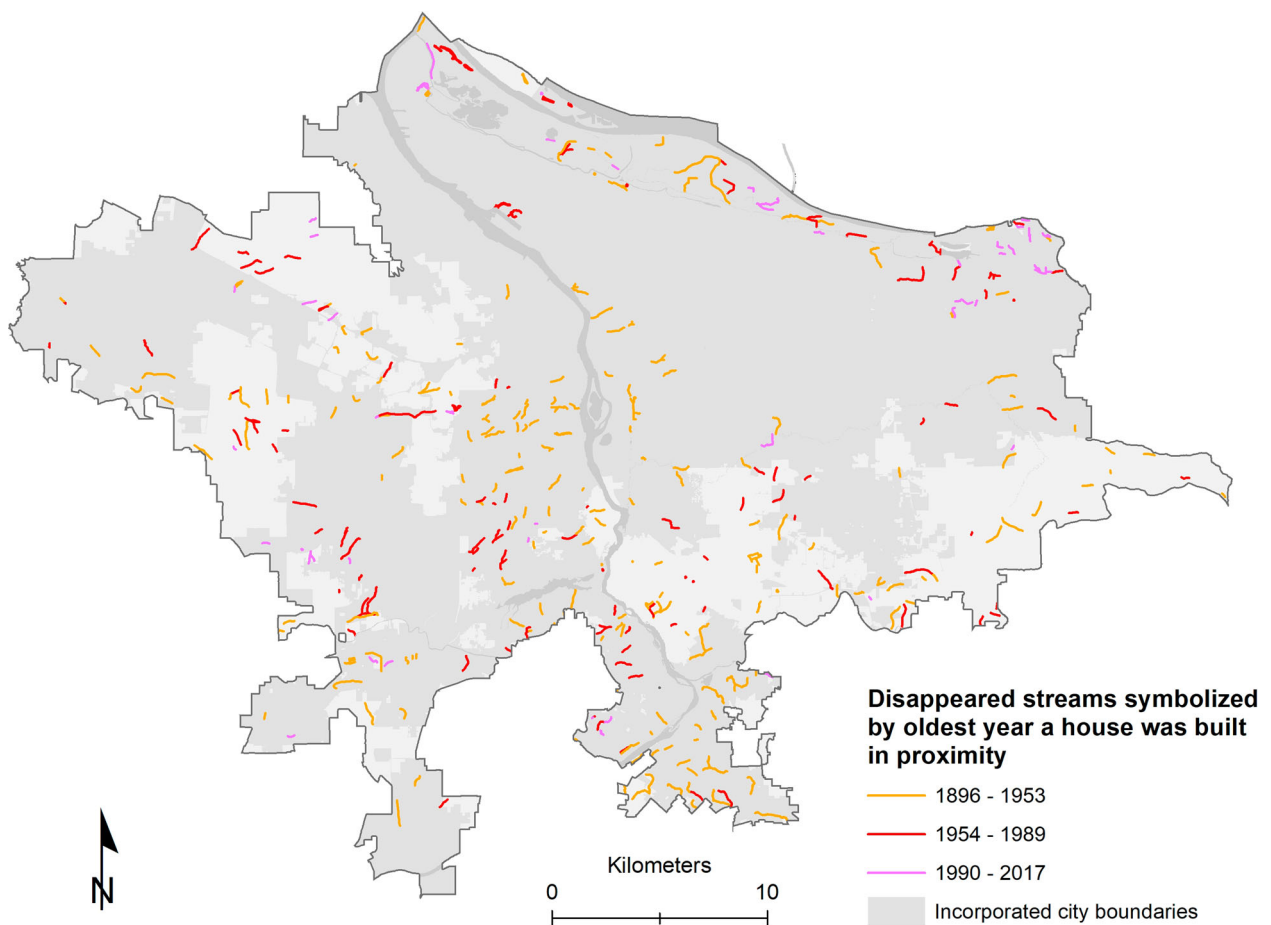 Disappeared streams symbolized
by oldest year a house was built
in proximity
1896 - 1953
1954 - 1989
1990 - 2017
Incorporated city boundaries
Kilometers
0 10
N